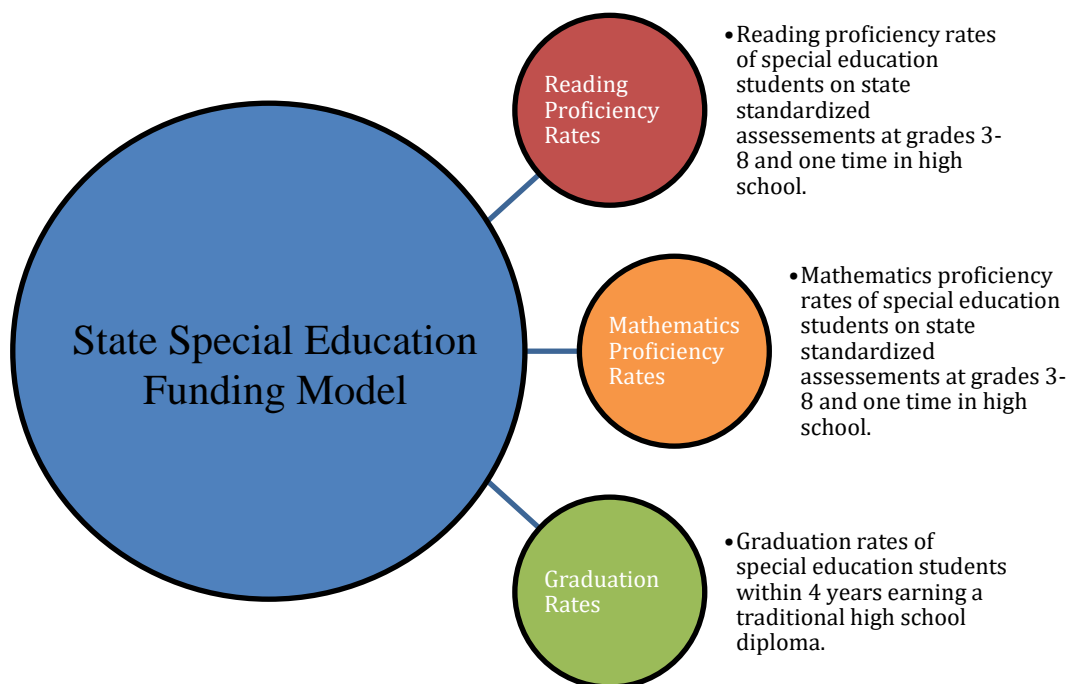 State Special Education
Funding Model
Reading
Proficiency
Rates
•Reading proficiency rates
of special education
students on state
standardized
assessements at grades 3-
8 and one time in high
school.
Mathematics
Proficiency
Rates
•Mathematics proficiency
rates of special education
students on state
standardized
assessements at grades 3-
8 and one time in high
school.
Graduation
Rates
•Graduation rates of
special education students
within 4 years earning a
traditional high school
diploma.